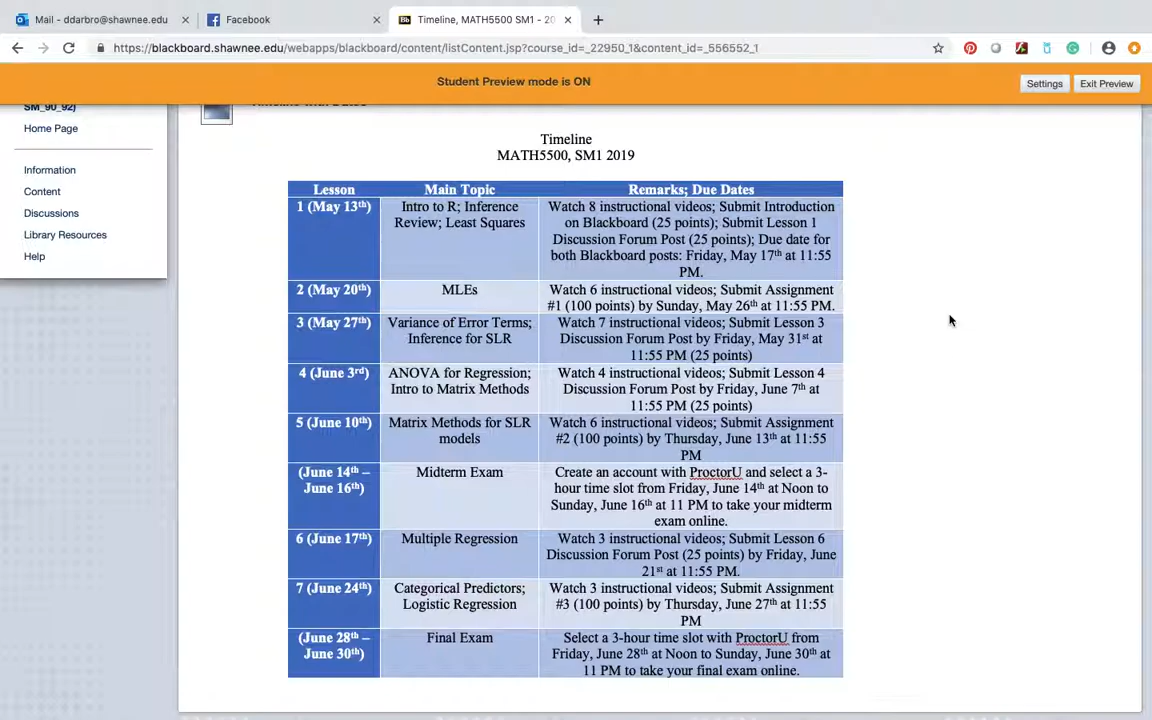 Mail - ddarbro@shawnee.edu
Facebook
Timeline, MATH5500 SM1 - 20
https://blackboard.shawnee.edu/webapps/blackboard/content/listContent.jsp?course_id=_22950_1&content_id=_556552_1
Student Preview mode is ON
Settings
Exit Preview
SM_90_92)
Home Page
Information
Content
Discussions
Library Resources
Help
Timeline
MATH5500, SM1 2019
Lesson Main Topic Remarks; Due Dates
1 (May 13th)
Intro to R; Inference
Review; Least Squares
Watch 8 instructional videos; Submit Introduction
on Blackboard (25 points); Submit Lesson 1
Discussion Forum Post (25 points); Due date for
both Blackboard posts: Friday, May 17th at 11:55
PM.
2 (May 20th)
MLEs
Watch 6 instructional videos; Submit Assignment
#1 (100 points) by Sunday, May 26th at 11:55 PM.
3 (May 27th)
Variance of Error Terms;
Inference for SLR
Watch 7 instructional videos; Submit Lesson 3
Discussion Forum Post by Friday, May 31st at
11:55 PM (25 points)
4 (June 3rd)
ANOVA for Regression;
Intro to Matrix Methods
Watch 4 instructional videos; Submit Lesson 4
Discussion Forum Post by Friday, June 7th at
11:55 PM (25 points)
5 (June 10th)
Matrix Methods for SLR
models
Watch 6 instructional videos; Submit Assignment
#2 (100 points) by Thursday, June 13th at 11:55
PM
(June 14th –
June 16th)
Midterm Exam
Create an account with ProctorU and select a 3-
hour time slot from Friday, June 14th at Noon to
Sunday, June 16th at 11 PM to take your midterm
exam online.
6 (June 17th)
Multiple Regression
Watch 3 instructional videos; Submit Lesson 6
Discussion Forum Post (25 points) by Friday, June
21st at 11:55 PM.
7 (June 24th)
Categorical Predictors;
Logistic Regression
Watch 3 instructional videos; Submit Assignment
#3 (100 points) by Thursday, June 27th at 11:55
PM
(June 28th –
June 30th)
Final Exam
Select a 3-hour time slot with ProctorU from
Friday, June 28th at Noon to Sunday, June 30th at
11 PM to take your final exam online.